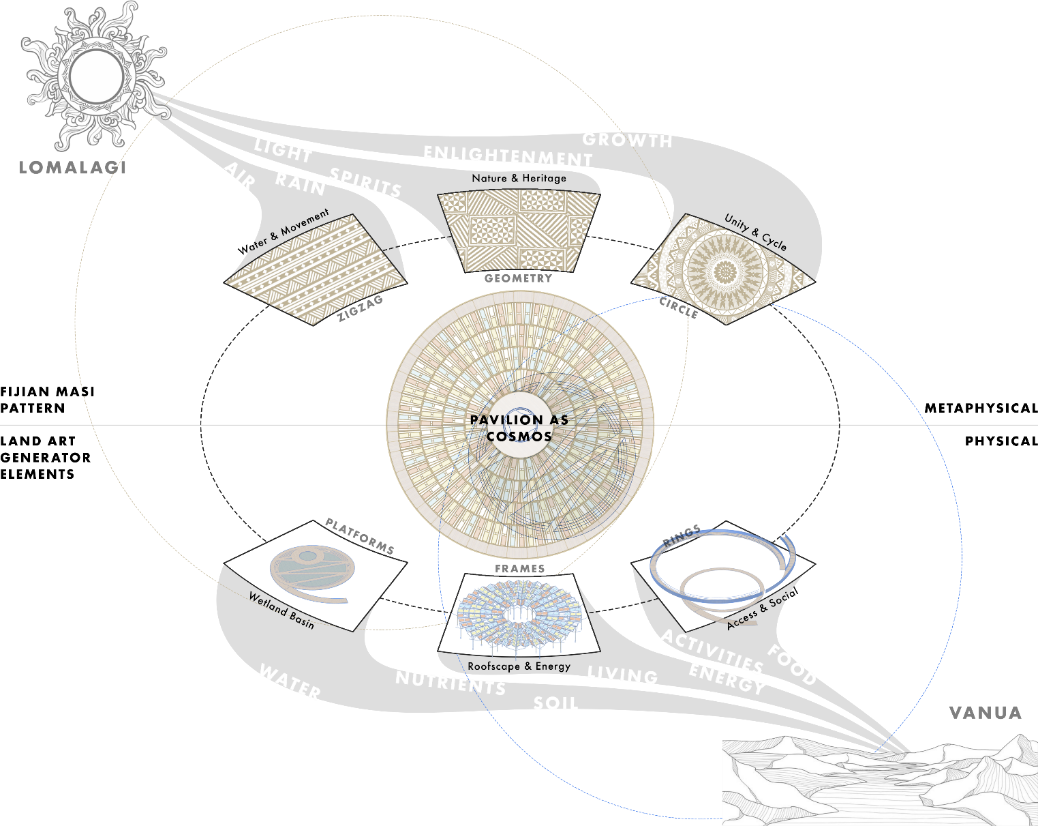 LOMALAGI
GROWTH
LIGHT
ENLIGHTENMENT
AIR
RAIN
SPIRITS
Nature & Heritage
Water & Movement
Unity & Cycle
ZIGZAG
GEOMETRY
CIRCLE
FIJIAN MASI
PATTERN
METAPHYSICAL
PAVILION AS
COSMOS
LAND ART
GENERATOR
ELEMENTS
PHYSICAL
PLATFORMS
FRAMES
RINGS
Wetland Basin
Roofscape & Energy
Access & Social
WATER
NUTRIENTS
SOIL
LIVING
ACTIVITIES
ENERGY
FOOD
VANUA